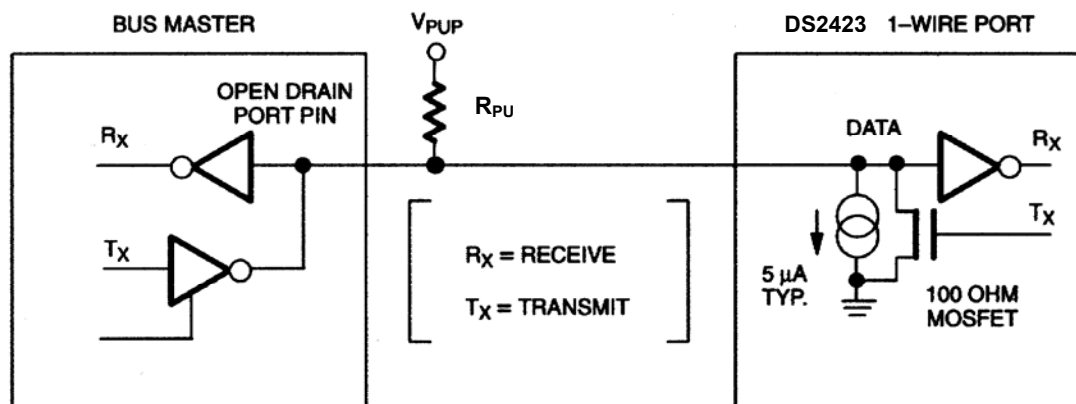 BUS MASTER
VPUP
DS2423 1–WIRE PORT
OPEN DRAIN
PORT PIN
RPU
RX
DATA
RX
TX
TX
RX = RECEIVE
TX = TRANSMIT
5 µA
TYP.
100 OHM
MOSFET